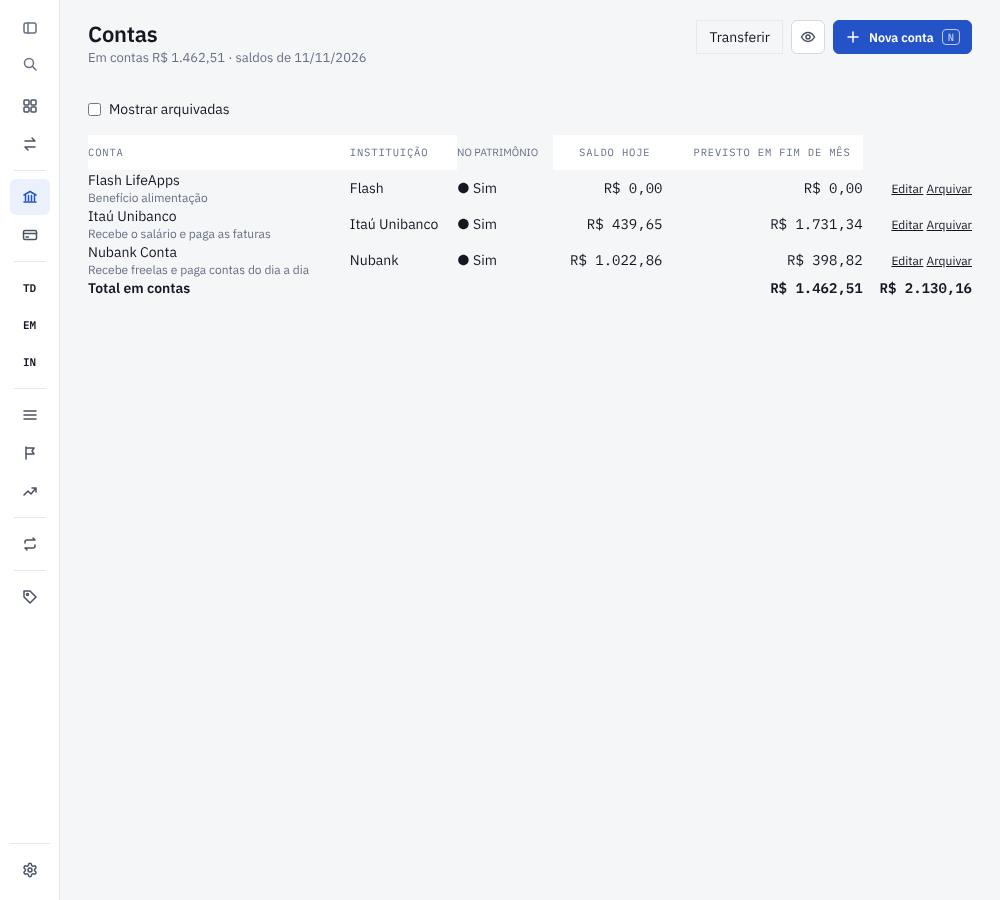 Contas
Em contas R$ 1.462,51 · saldos de 11/11/2026
Transferir
Nova conta N
Mostrar arquivadas
CONTA INSTITUIÇÃO NO PATRIMÔNIO SALDO HOJE PREVISTO EM FIM DE MÊS
Flash LifeApps
Benefício alimentação
Flash Sim R$ 0,00 R$ 0,00 Editar Arquivar
Itaú Unibanco
Recebe o salário e paga as faturas
Itaú Unibanco Sim R$ 439,65 R$ 1.731,34 Editar Arquivar
Nubank Conta
Recebe freelas e paga contas do dia a dia
Nubank Sim R$ 1.022,86 R$ 398,82 Editar Arquivar
Total em contas R$ 1.462,51 R$ 2.130,16
TD
EM
IN